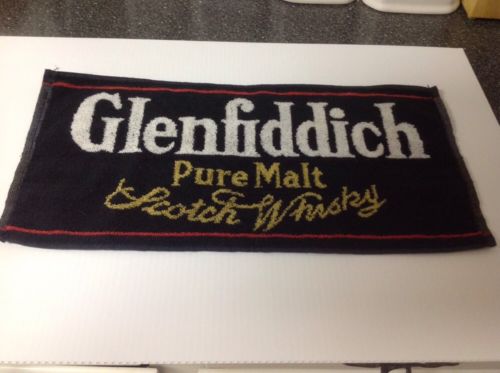 Glenfiddich
Pure Malt
Scotch Whisky